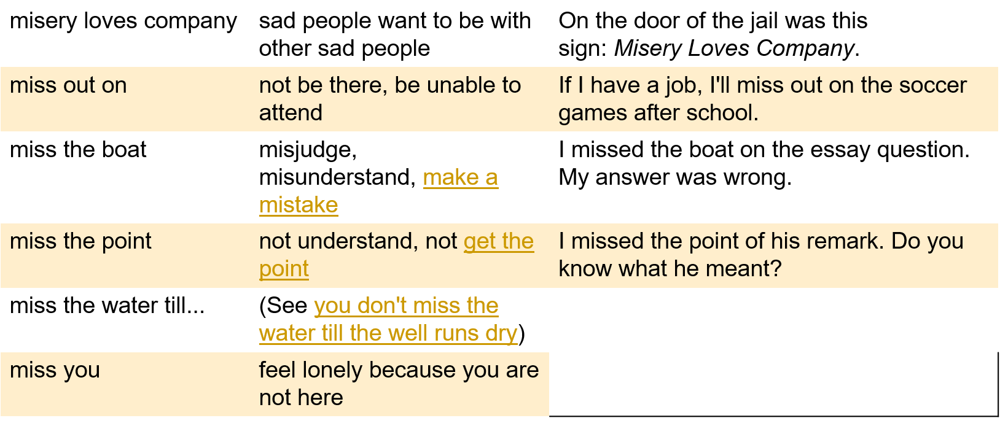 misery loves company
sad people want to be with
other sad people
On the door of the jail was this
sign: Misery Loves Company.
miss out on
not be there, be unable to
attend
If I have a job, I'll miss out on the soccer
games after school.
miss the boat
misjudge,
misunderstand, make a
mistake
I missed the boat on the essay question.
My answer was wrong.
miss the point
not understand, not get the
point
I missed the point of his remark. Do you
know what he meant?
miss the water till...
(See you don't miss the
water till the well runs dry)
miss you
feel lonely because you are
not here